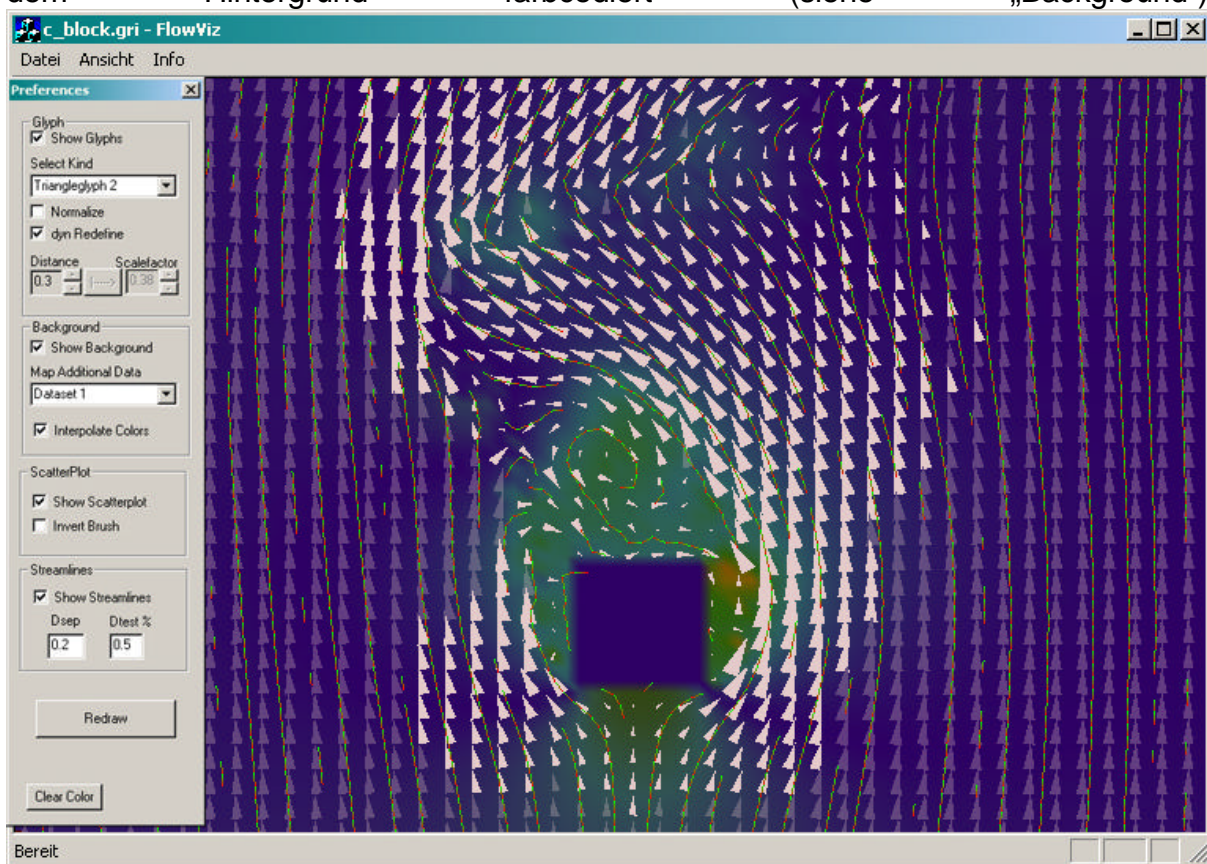 dem Hintergrund farbcodiert (siehe „Background")
c_block.gri - FlowViz
Datei Ansicht Info
Preferences
Glyph
Show Glyphs
Select Kind
Triangleglyph 2
Normalize
dyn Redefine
Distance Scalefactor
0.3 |----> 0.38
Background
Show Background
Map Additional Data
Dataset 1
Interpolate Colors
ScatterPlot
Show Scatterplot
Invert Brush
Streamlines
Show Streamlines
Dsep Dtest %
0.2 0.5
Redraw
Clear Color
Bereit